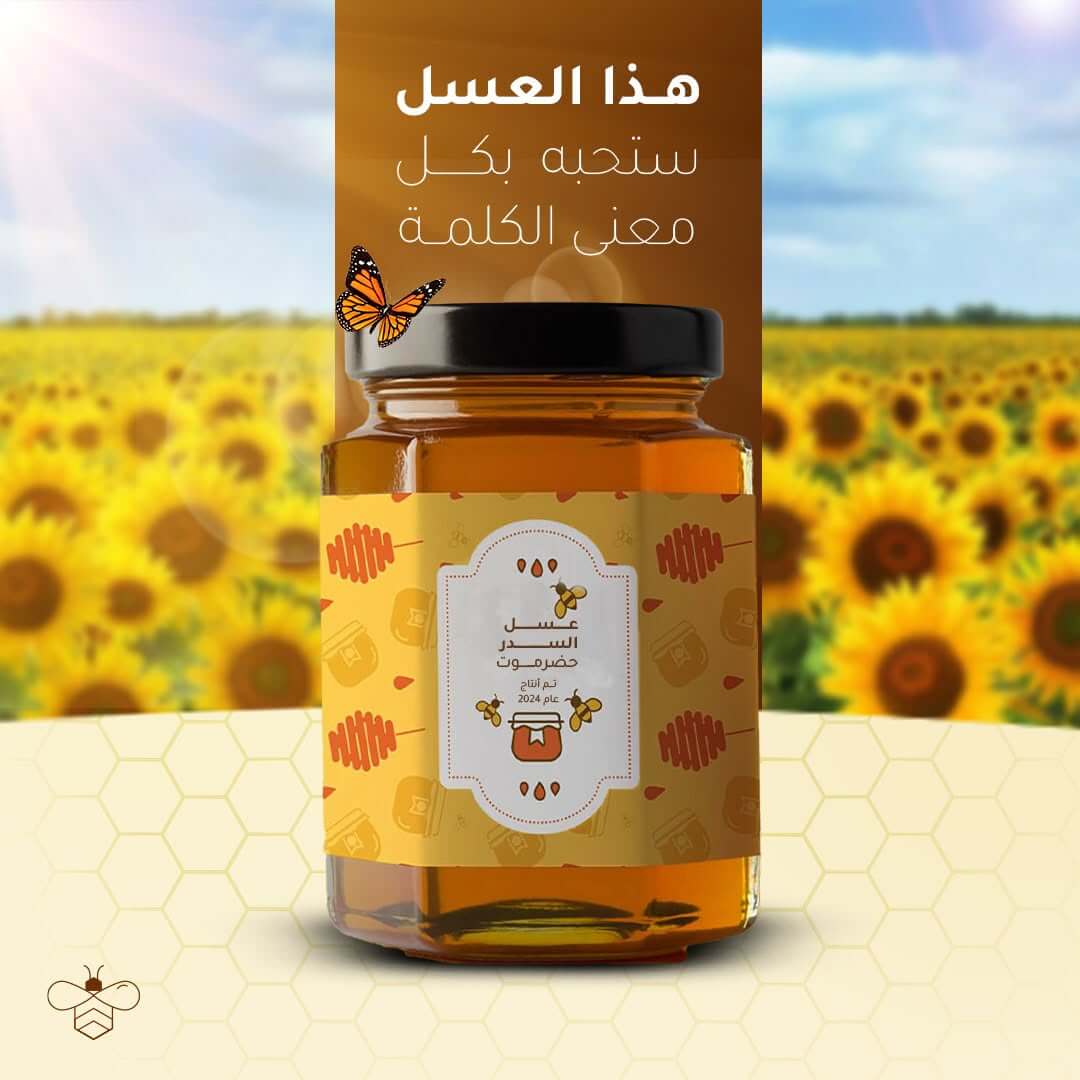 هذا العسل
ستحبه بكل
معنى الكلمة
عسل
السدر
حضرموت
تم أنتاج
عام 2024